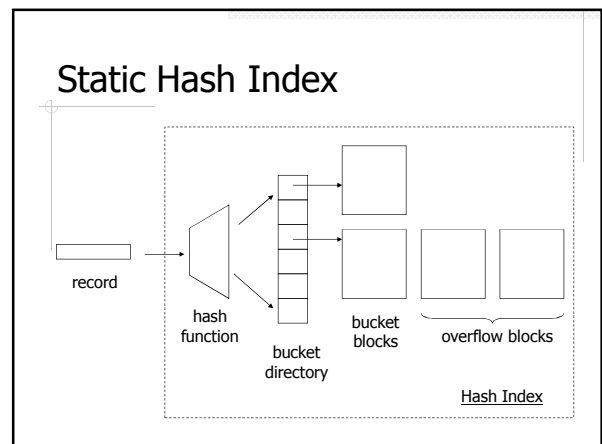 Static Hash Index
record
hash
function
bucket
directory
bucket
blocks
overflow blocks
Hash Index